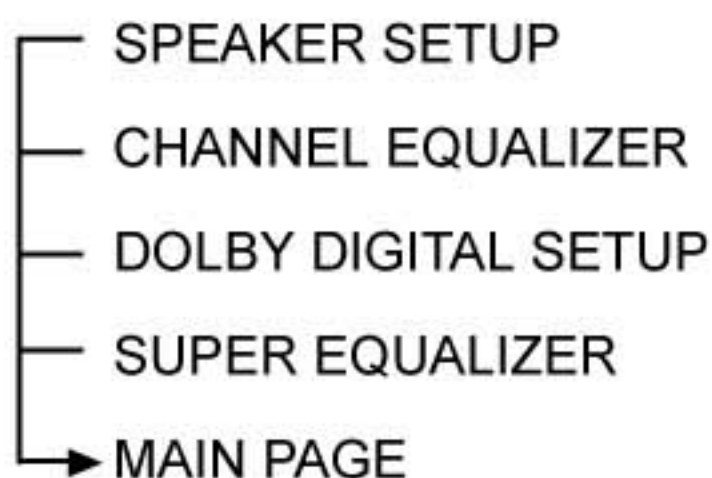 SPEAKER SETUP
CHANNEL EQUALIZER
DOLBY DIGITAL SETUP
SUPER EQUALIZER
MAIN PAGE